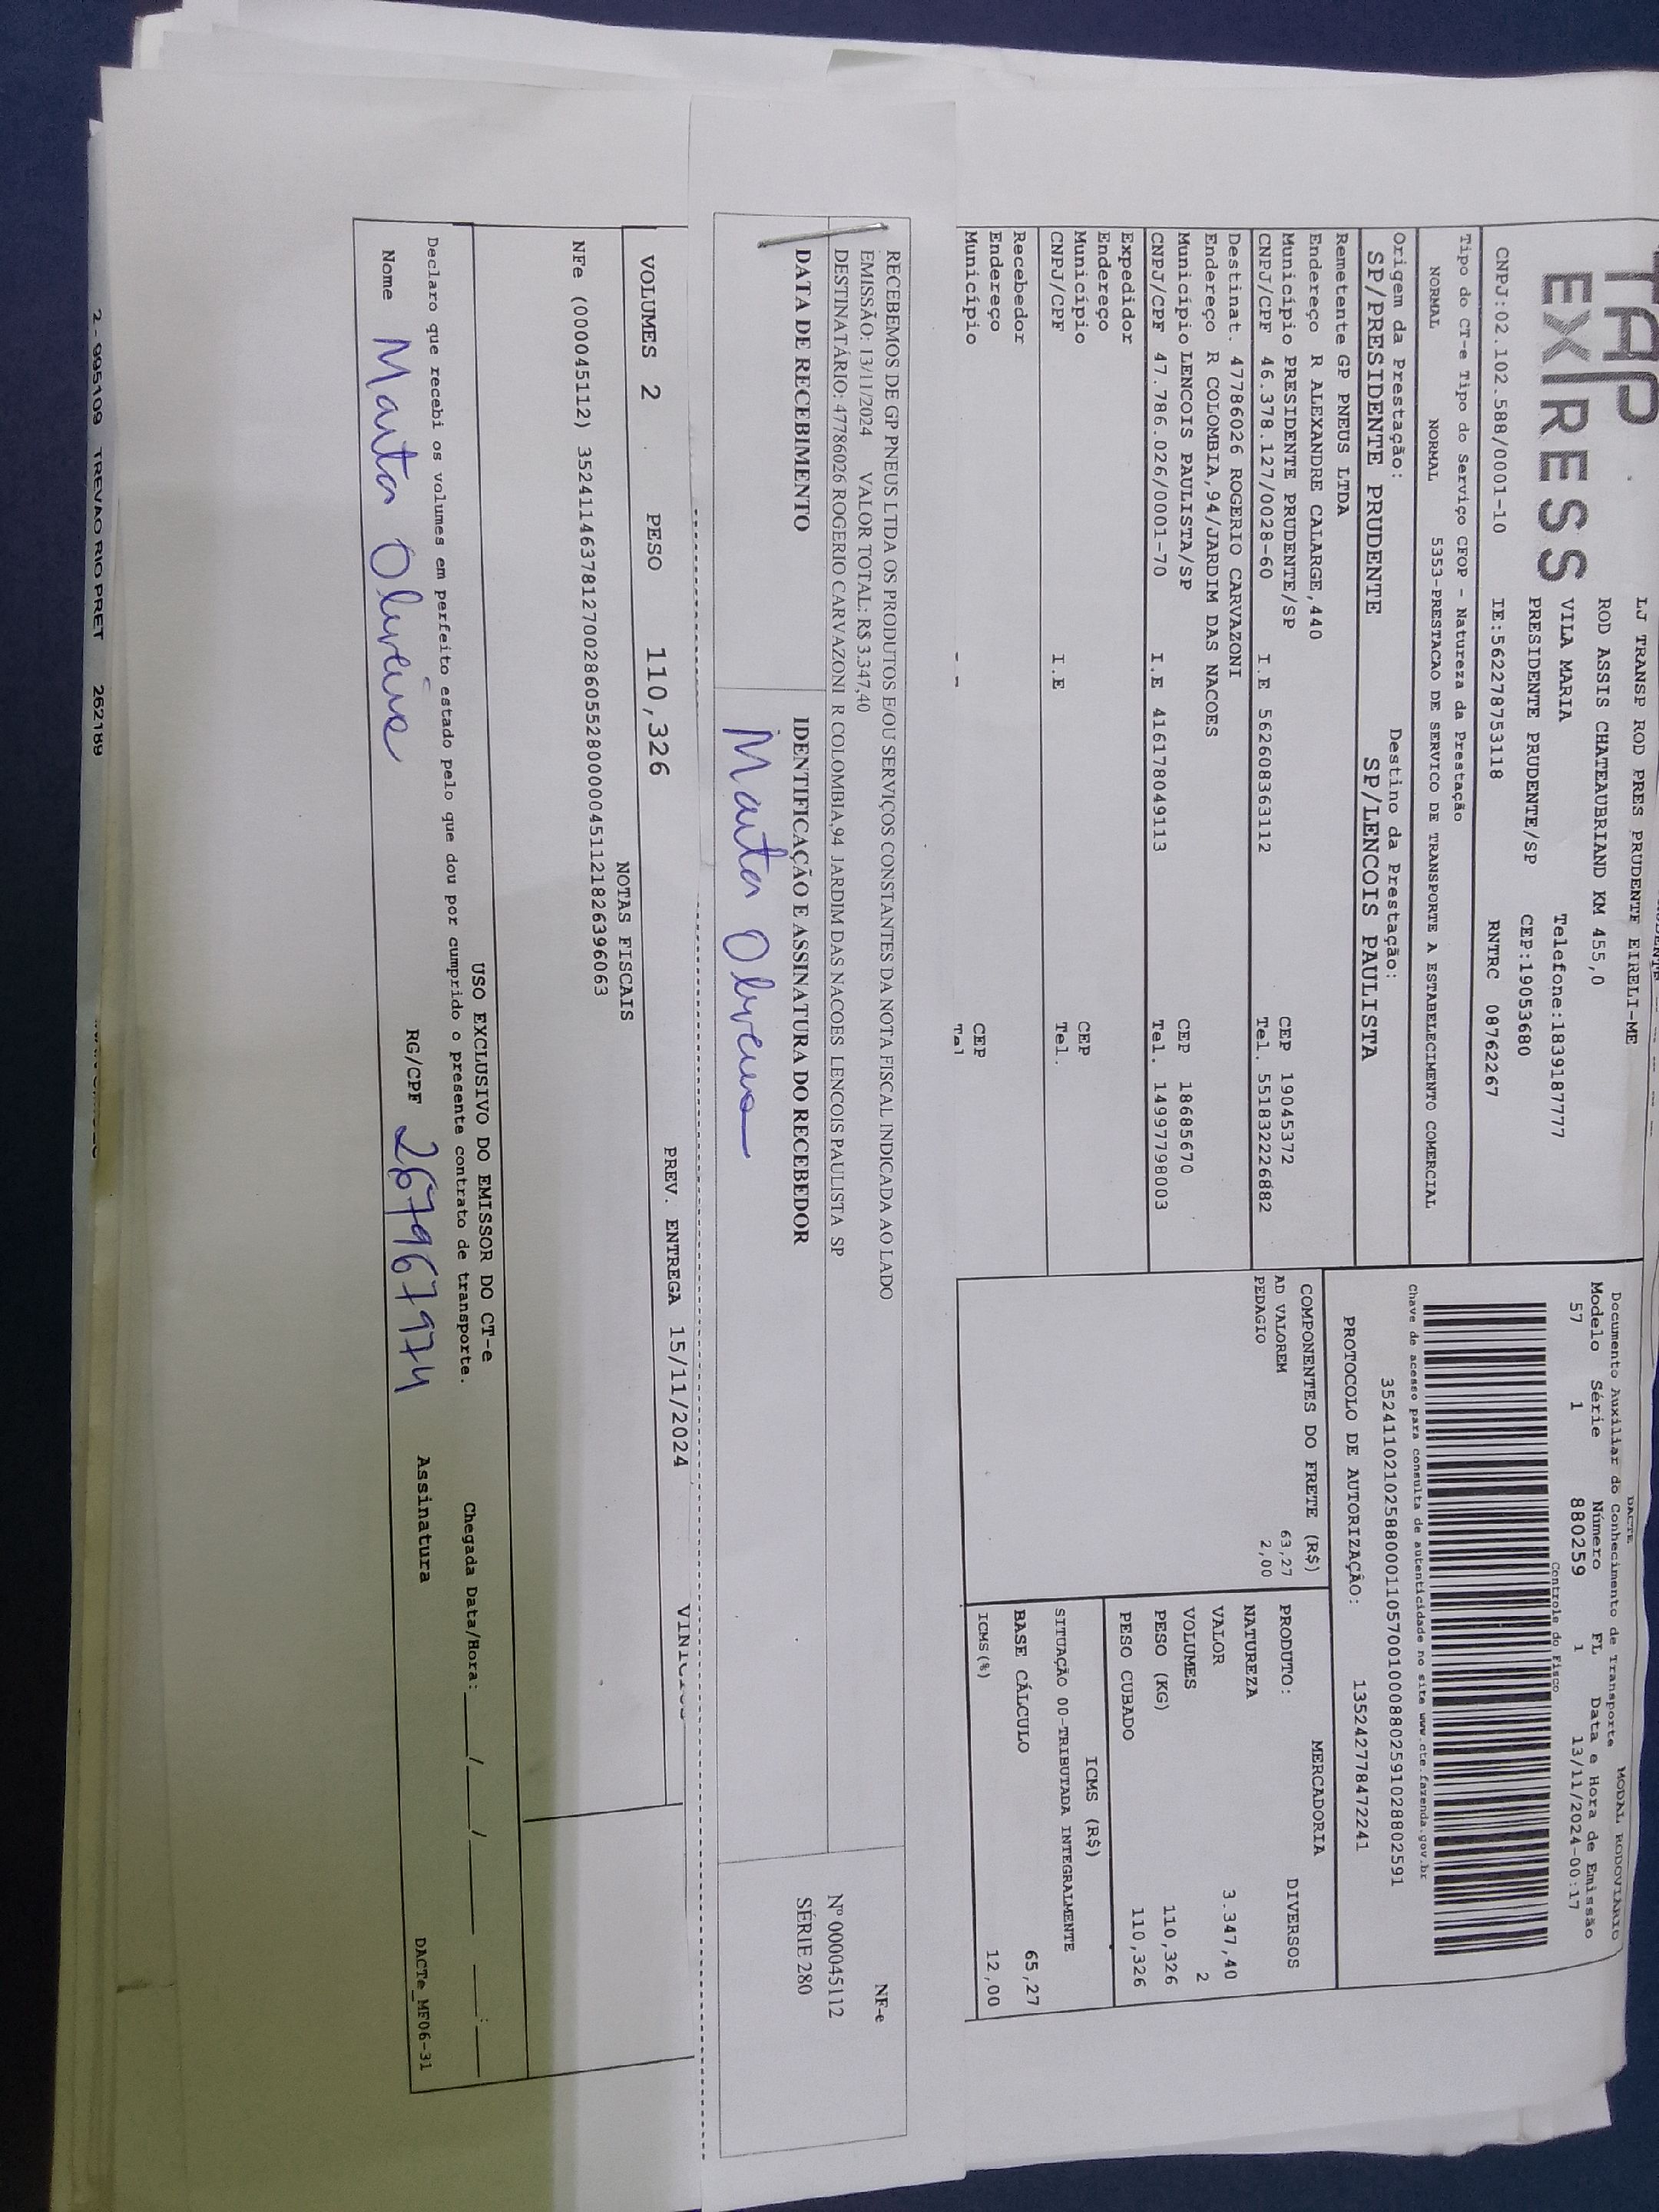 TAP EXPRESS
LJ TRANSP ROD PRES PRUDENTE EIRELI-ME
ROD ASSIS CHATEAUBRIAND KM 455,0
VILA MARIA Telefone:1839187777
PRESIDENTE PRUDENTE/SP CEP:19053680
CNPJ:02.102.588/0001-10 IE:562278753118 RNTRC 08762267
DACTE
Documento Auxiliar do Conhecimento de Transporte MODAL RODOVIÁRIO
Modelo Série Número FL Data e Hora de Emissão
57 1 880259 1 13/11/2024-00:17
Controle do Fisco
Chave de acesso para consulta de autenticidade no site www.cte.fazenda.gov.br
35241102102588000110570010008802591028802591
PROTOCOLO DE AUTORIZAÇÃO: 135242778472241
Tipo do CT-e Tipo do Serviço CFOP - Natureza da Prestação
NORMAL NORMAL 5353-PRESTACAO DE SERVICO DE TRANSPORTE A ESTABELECIMENTO COMERCIAL
Origem da Prestação: Destino da Prestação:
SP/PRESIDENTE PRUDENTE SP/LENCOIS PAULISTA
Remetente GP PNEUS LTDA
Endereço R ALEXANDRE CALARGE,440
Município PRESIDENTE PRUDENTE/SP CEP 19045372
CNPJ/CPF 46.378.127/0028-60 I.E 562608363112 Tel. 551832226882
Destinat. 47786026 ROGERIO CARVAZONI
Endereço R COLOMBIA,94/JARDIM DAS NACOES
Município LENCOIS PAULISTA/SP CEP 18685670
CNPJ/CPF 47.786.026/0001-70 I.E 416178049113 Tel. 14997798003
Expedidor
Endereço
Município CEP
CNPJ/CPF I.E Tel.
Recebedor
Endereço
Município - - CEP
Tel
COMPONENTES DO FRETE (R$)
AD VALOREM 63,27
PEDAGIO 2,00
MERCADORIA
PRODUTO: DIVERSOS
NATUREZA
VALOR 3.347,40
VOLUMES 2
PESO (KG) 110,326
PESO CUBADO 110,326
ICMS (R$)
SITUAÇÃO 00-TRIBUTADA INTEGRALMENTE
BASE CÁLCULO 65,27
ICMS(%) 12,00
RECEBEMOS DE GP PNEUS LTDA OS PRODUTOS E/OU SERVIÇOS CONSTANTES DA NOTA FISCAL INDICADA AO LADO
EMISSÃO: 13/11/2024 VALOR TOTAL: R$ 3.347,40
DESTINATÁRIO: 47786026 ROGERIO CARVAZONI R COLOMBIA,94 JARDIM DAS NACOES LENCOIS PAULISTA SP
NF-e
Nº 000045112
SÉRIE 280
DATA DE RECEBIMENTO IDENTIFICAÇÃO E ASSINATURA DO RECEBEDOR
Marta Oliveira
VOLUMES 2 PESO 110,326 PREV. ENTREGA 15/11/2024
NOTAS FISCAIS
NFe (000045112) 35241146378127002860552800000451121826396063
USO EXCLUSIVO DO EMISSOR DO CT-e
Declaro que recebi os volumes em perfeito estado pelo que dou por cumprido o presente contrato de transporte. Chegada Data/Hora: ___/___/____ ___:___
Nome Marta Oliveira RG/CPF 267967974 Assinatura
DACTe_MF06-31
2 - 995109 TREVAO RIO PRET 262189